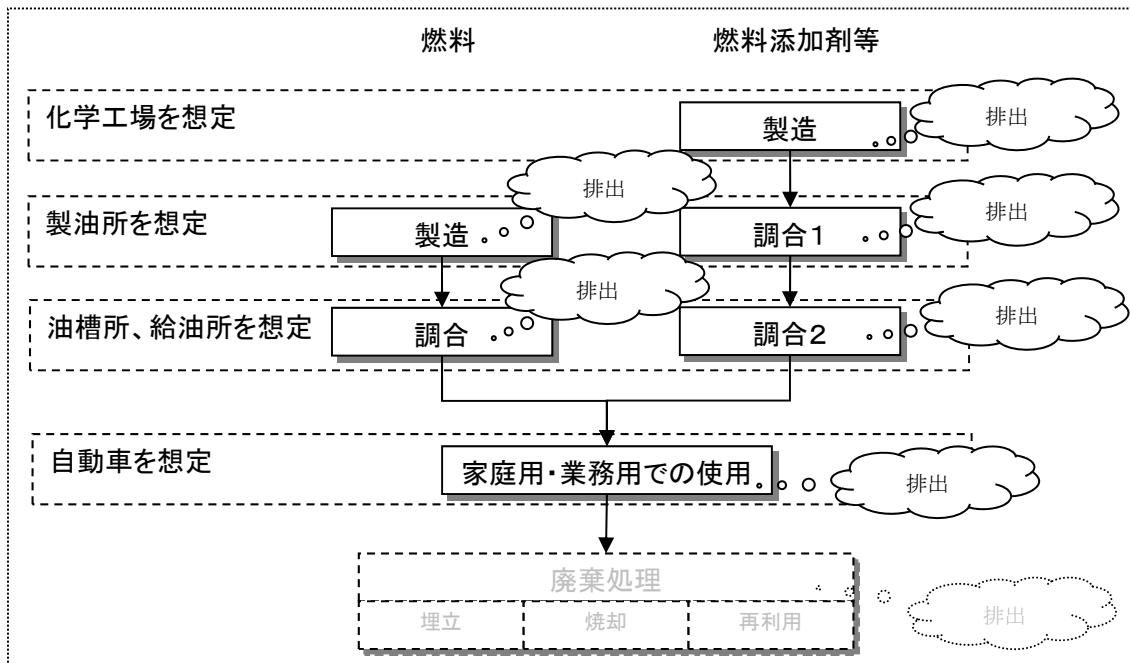 燃料 燃料添加剤等
化学工場を想定 製造 排出
排出
製油所を想定 製造 調合1 排出
排出
油槽所、給油所を想定 調合 調合2 排出
自動車を想定 家庭用・業務用での使用 排出
廃棄処理
埋立 焼却 再利用 排出